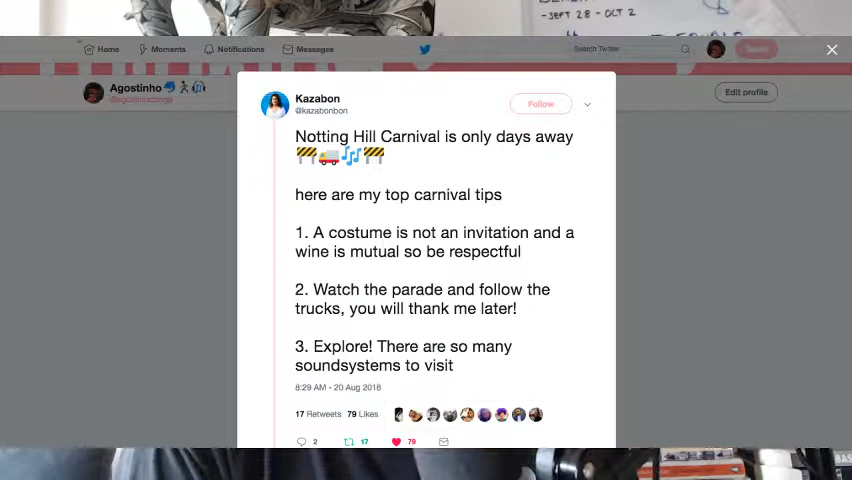 -SEPT 28 - OCT 2
Home Moments Notifications Messages Search Twitter
Agostinho Edit profile
Kazabon
@kazabonbon
Follow
Notting Hill Carnival is only days away
🚧🚐🎶🚧
here are my top carnival tips
1. A costume is not an invitation and a
wine is mutual so be respectful
2. Watch the parade and follow the
trucks, you will thank me later!
3. Explore! There are so many
soundsystems to visit
8:29 AM - 20 Aug 2018
17 Retweets 79 Likes
2 17 79